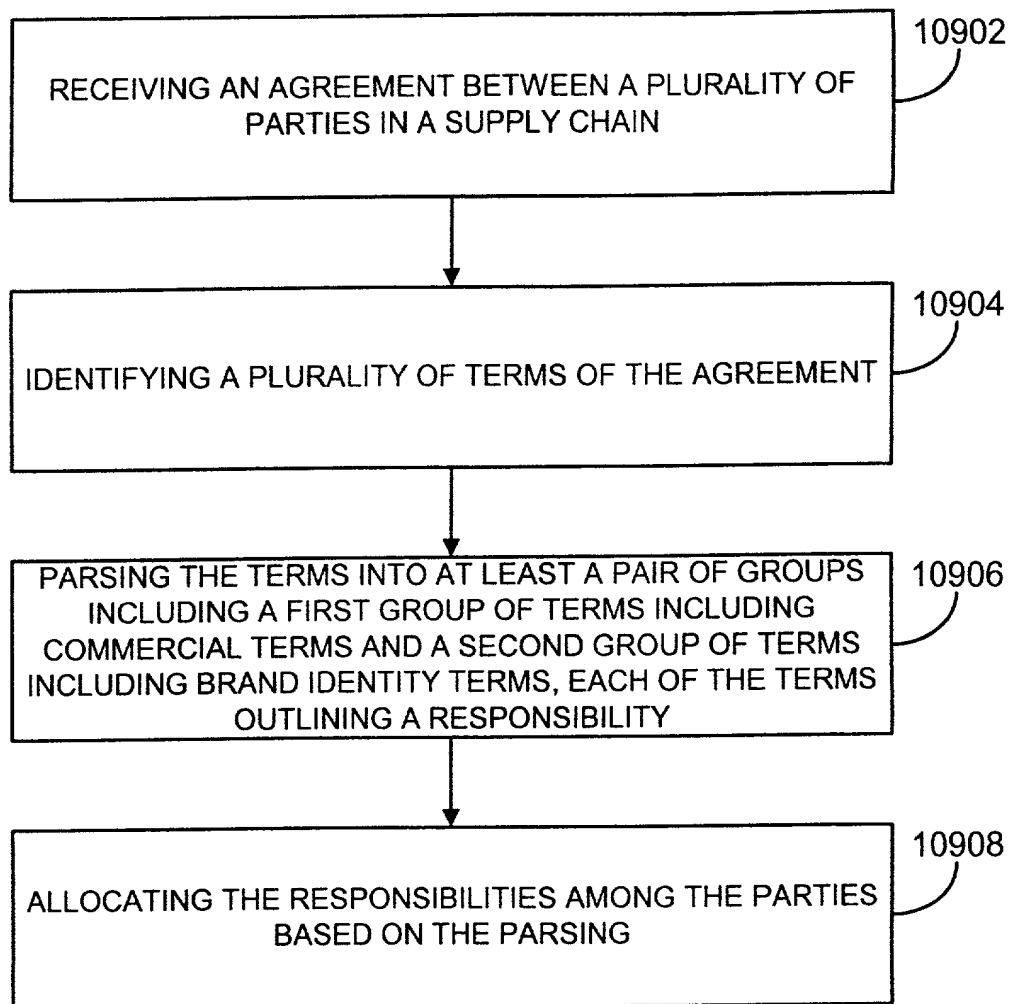 10902
RECEIVING AN AGREEMENT BETWEEN A PLURALITY OF
PARTIES IN A SUPPLY CHAIN
10904
IDENTIFYING A PLURALITY OF TERMS OF THE AGREEMENT
10906
PARSING THE TERMS INTO AT LEAST A PAIR OF GROUPS
INCLUDING A FIRST GROUP OF TERMS INCLUDING
COMMERCIAL TERMS AND A SECOND GROUP OF TERMS
INCLUDING BRAND IDENTITY TERMS, EACH OF THE TERMS
OUTLINING A RESPONSIBILITY
10908
ALLOCATING THE RESPONSIBILITIES AMONG THE PARTIES
BASED ON THE PARSING